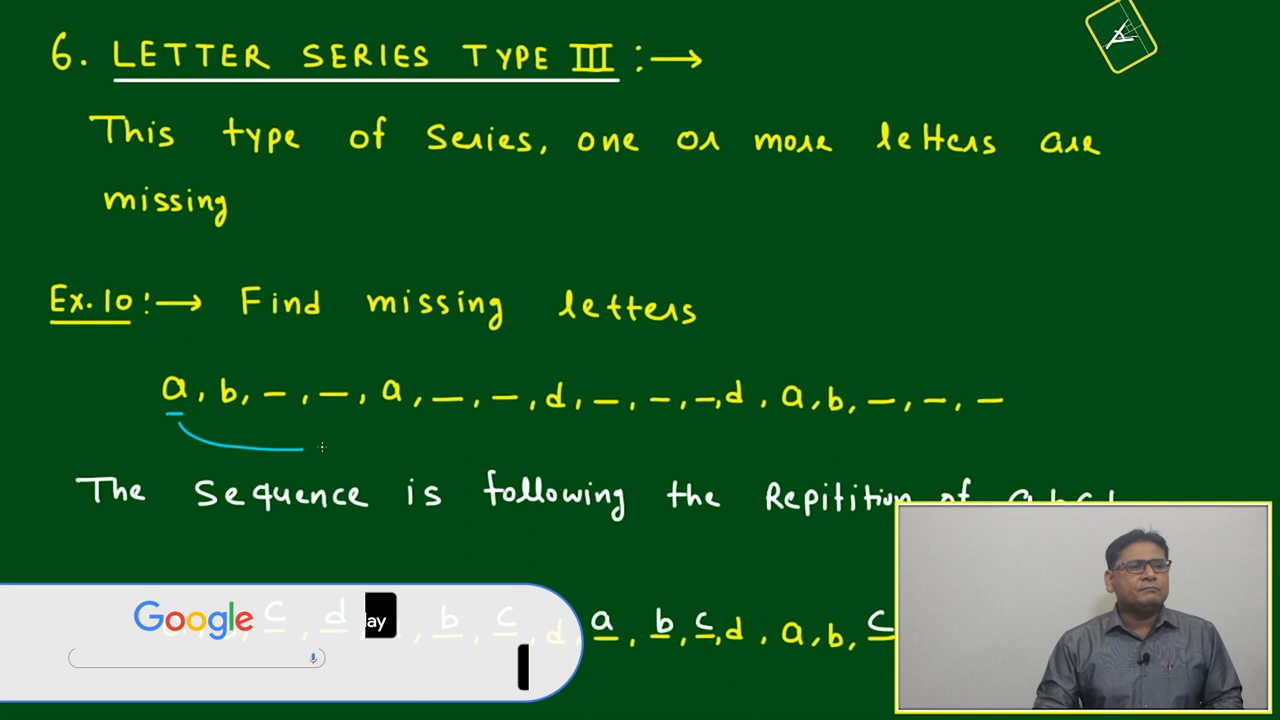 6. LETTER SERIES TYPE III :→
This type of series, one or more letters are
missing
Ex.10 :→ Find missing letters
a, b, –, –, a, –, –, d, –, –, –, d, a, b, –, –, –
The sequence is following the Repitition of
Google
c d b c d a b, c, d, a, b, c